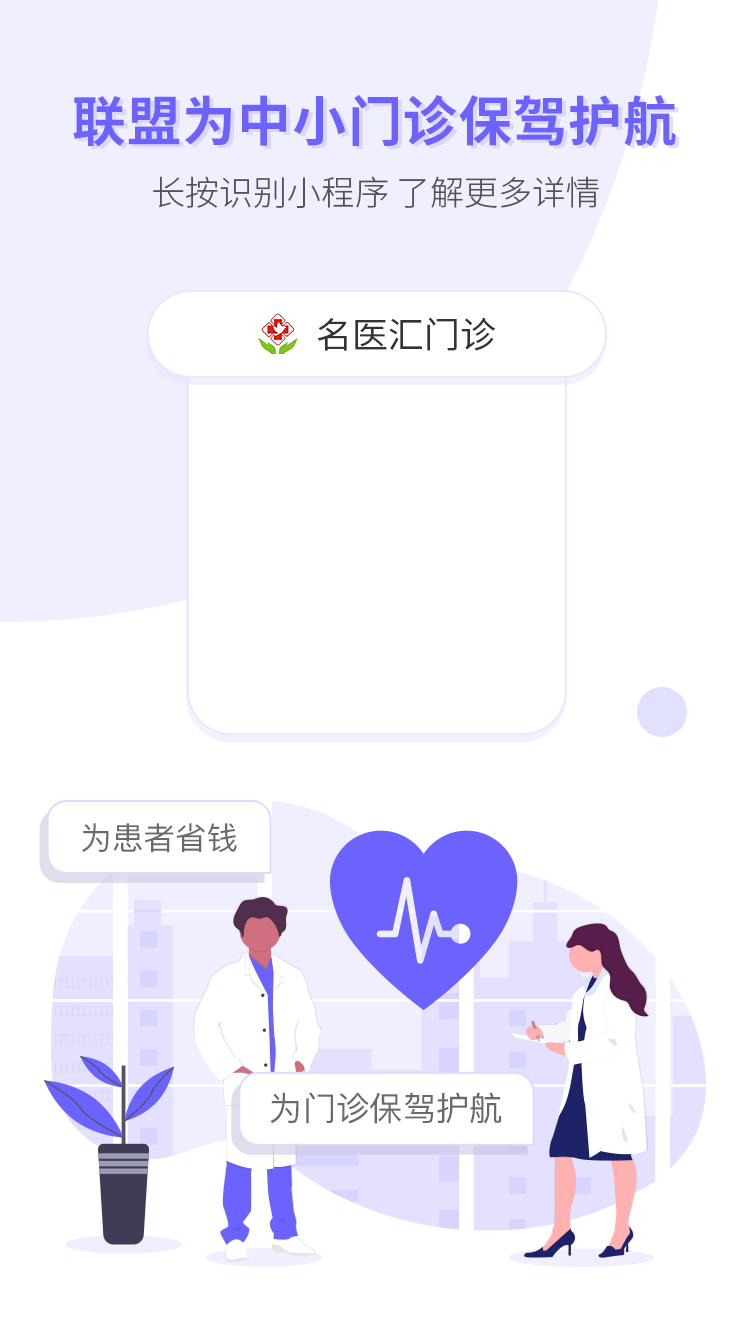 联盟为中小门诊保驾护航
长按识别小程序 了解更多详情
名医汇门诊
为患者省钱
为门诊保驾护航